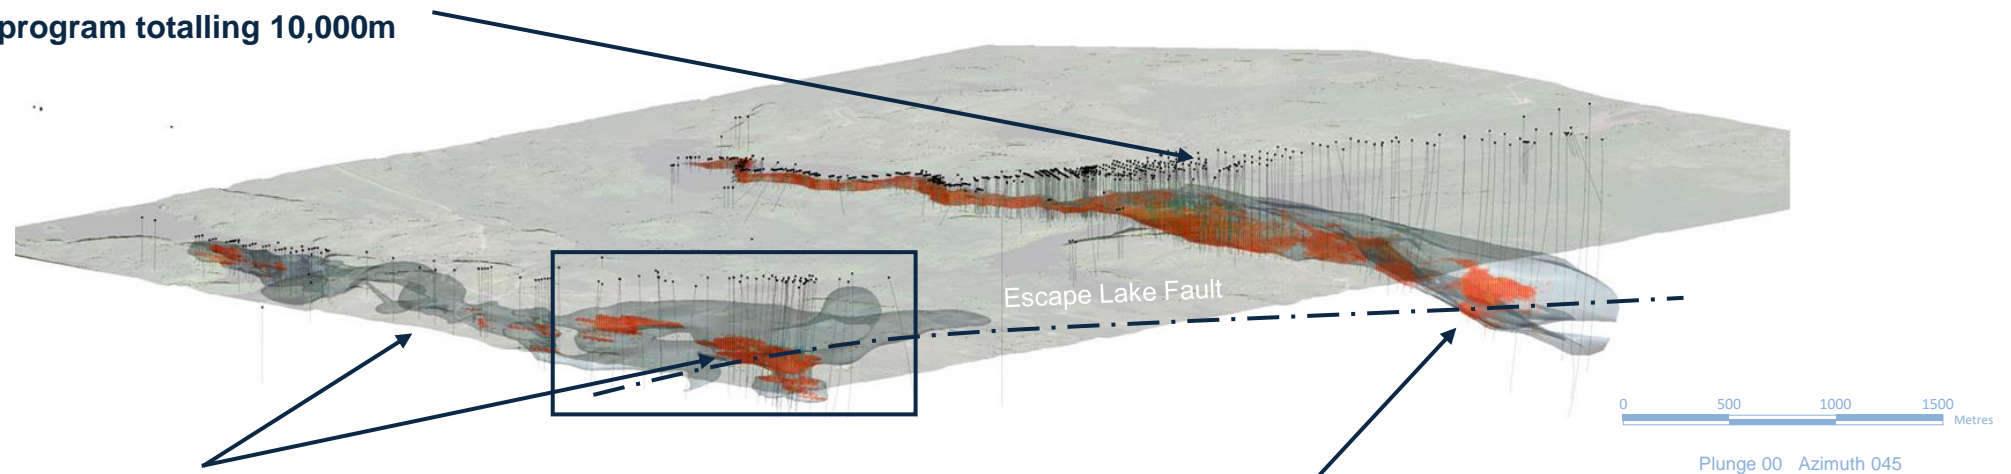 program totalling 10,000m
Escape Lake Fault
0 500 1000 1500
Metres
Plunge 00 Azimuth 045